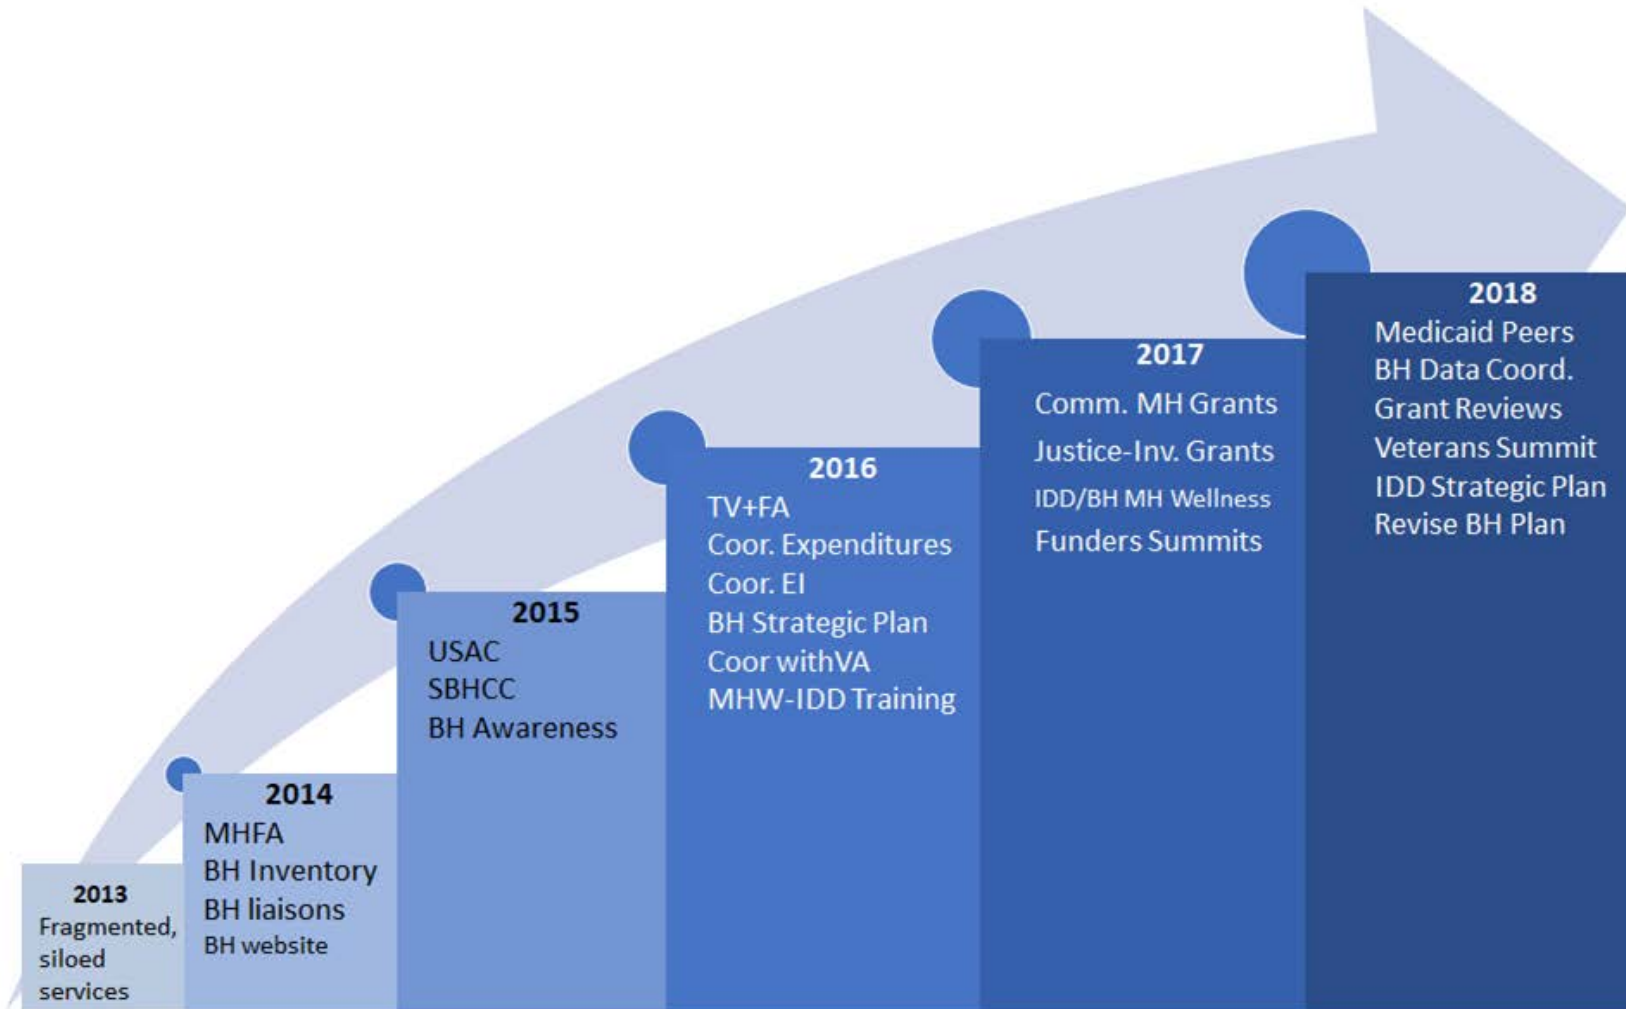 2013
Fragmented,
siloed
services
2014
MHFA
BH Inventory
BH liaisons
BH website
2015
USAC
SBHCC
BH Awareness
2016
TV+FA
Coor. Expenditures
Coor. EI
BH Strategic Plan
Coor withVA
MHW-IDD Training
2017
Comm. MH Grants
Justice-Inv. Grants
IDD/BH MH Wellness
Funders Summits
2018
Medicaid Peers
BH Data Coord.
Grant Reviews
Veterans Summit
IDD Strategic Plan
Revise BH Plan